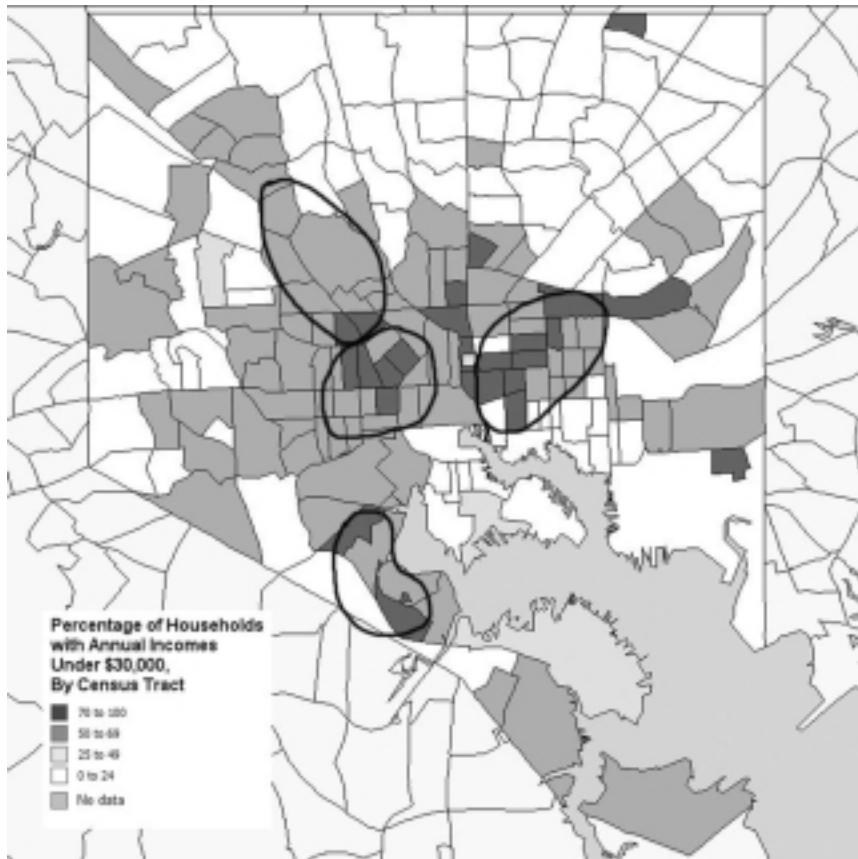 Percentage of Households
with Annual Incomes
Under $30,000,
By Census Tract
70 to 100
50 to 69
25 to 49
0 to 24
No data